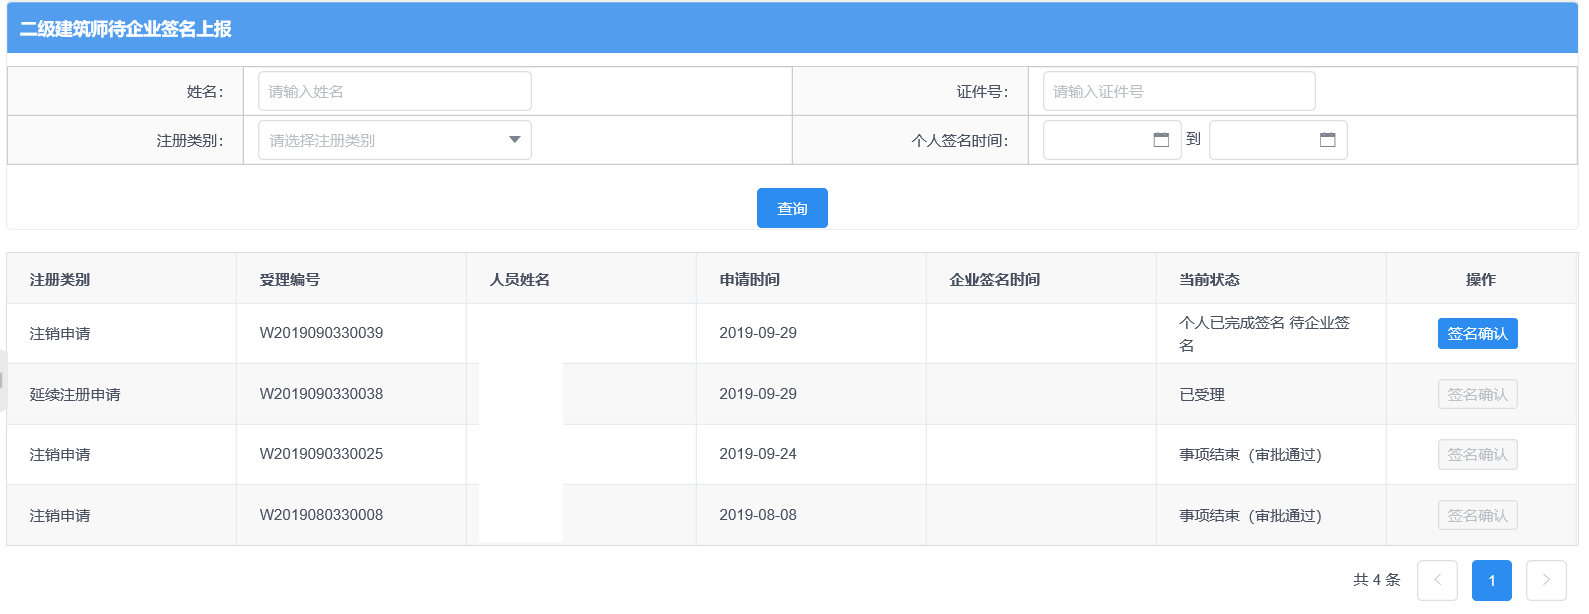 二级建筑师待企业签名上报
姓名： 请输入姓名 证件号： 请输入证件号
注册类别： 请选择注册类别 个人签名时间： 到
查询
注册类别 受理编号 人员姓名 申请时间 企业签名时间 当前状态 操作
注销申请 W2019090330039 2019-09-29 个人已完成签名 待企业签
名 签名确认
延续注册申请 W2019090330038 2019-09-29 已受理 签名确认
注销申请 W2019090330025 2019-09-24 事项结束（审批通过） 签名确认
注销申请 W2019080330008 2019-08-08 事项结束（审批通过） 签名确认
共 4 条 1